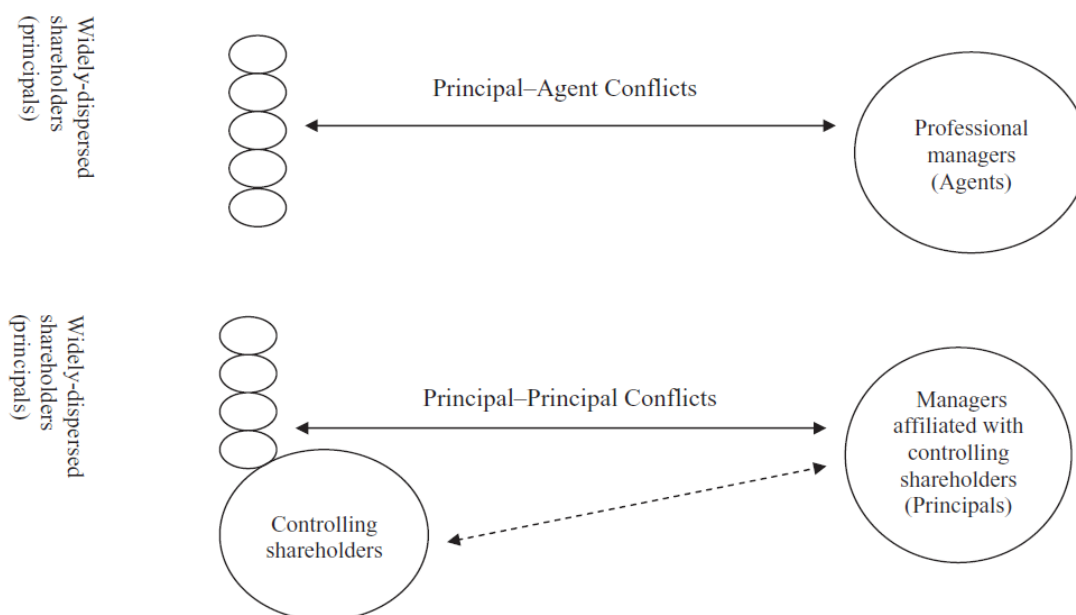 Widely-dispersed
shareholders
(principals)
Principal–Agent Conflicts
Professional
managers
(Agents)
Widely-dispersed
shareholders
(principals)
Principal–Principal Conflicts
Managers
affiliated with
controlling
shareholders
(Principals)
Controlling
shareholders